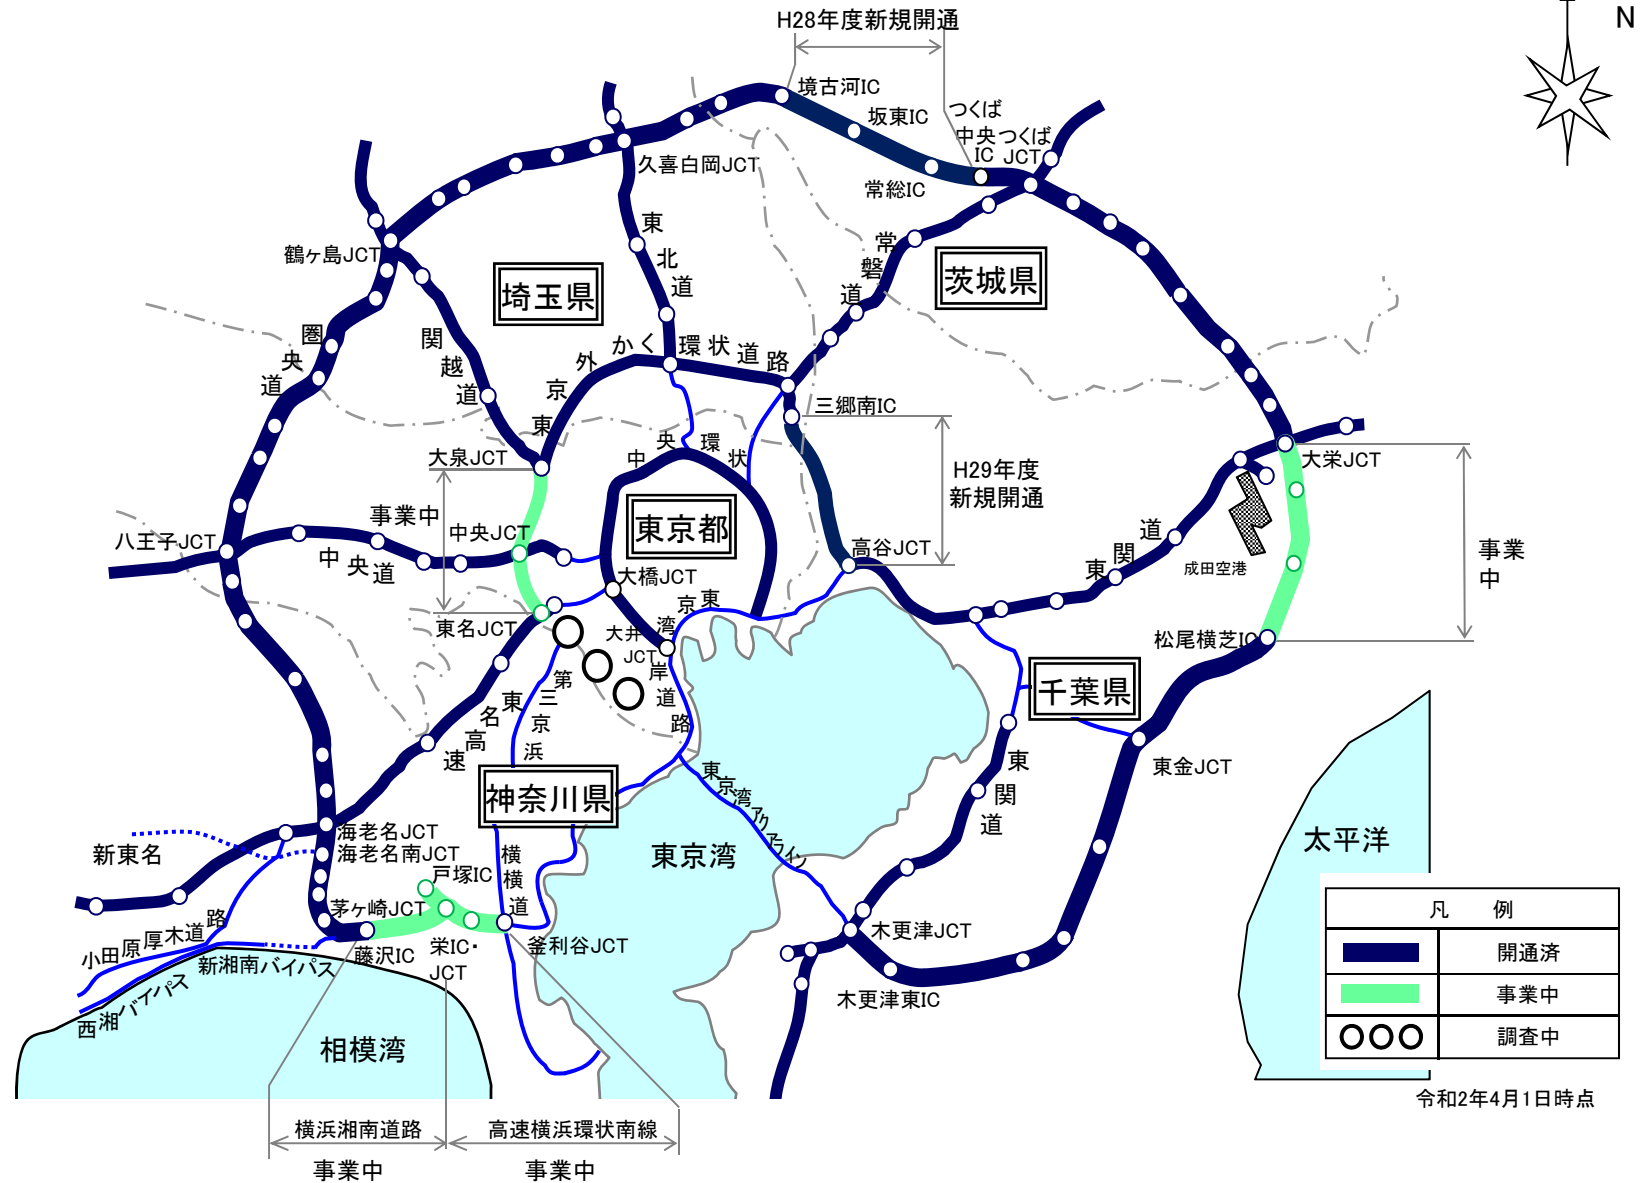 H28年度新規開通
N
境古河IC
坂東IC
つくば
中央
IC
つくば
JCT
常総IC
久喜白岡JCT
東北道
常磐道
鶴ヶ島JCT
埼玉県
茨城県
圏央道
関越道
東京外かく環状道路
三郷南IC
中央環状
大泉JCT
H29年度
新規開通
大栄JCT
事業中
中央JCT
東京都
八王子JCT
中央道
高谷JCT
東関道
成田空港
事業
中
大橋JCT
東名JCT
大井
JCT
東京湾岸道路
松尾横芝IC
第三京浜
東名高速
千葉県
東金JCT
神奈川県
東京湾アクアライン
東関道
海老名JCT
海老名南JCT
新東名
戸塚IC
横横道
東京湾
太平洋
茅ヶ崎JCT
小田原厚木道路
新湘南バイパス
藤沢IC
栄IC・
JCT
釜利谷JCT
西湘バイパス
木更津JCT
木更津東IC
相模湾
凡 例
開通済
事業中
調査中
令和2年4月1日時点
横浜湘南道路
高速横浜環状南線
事業中
事業中